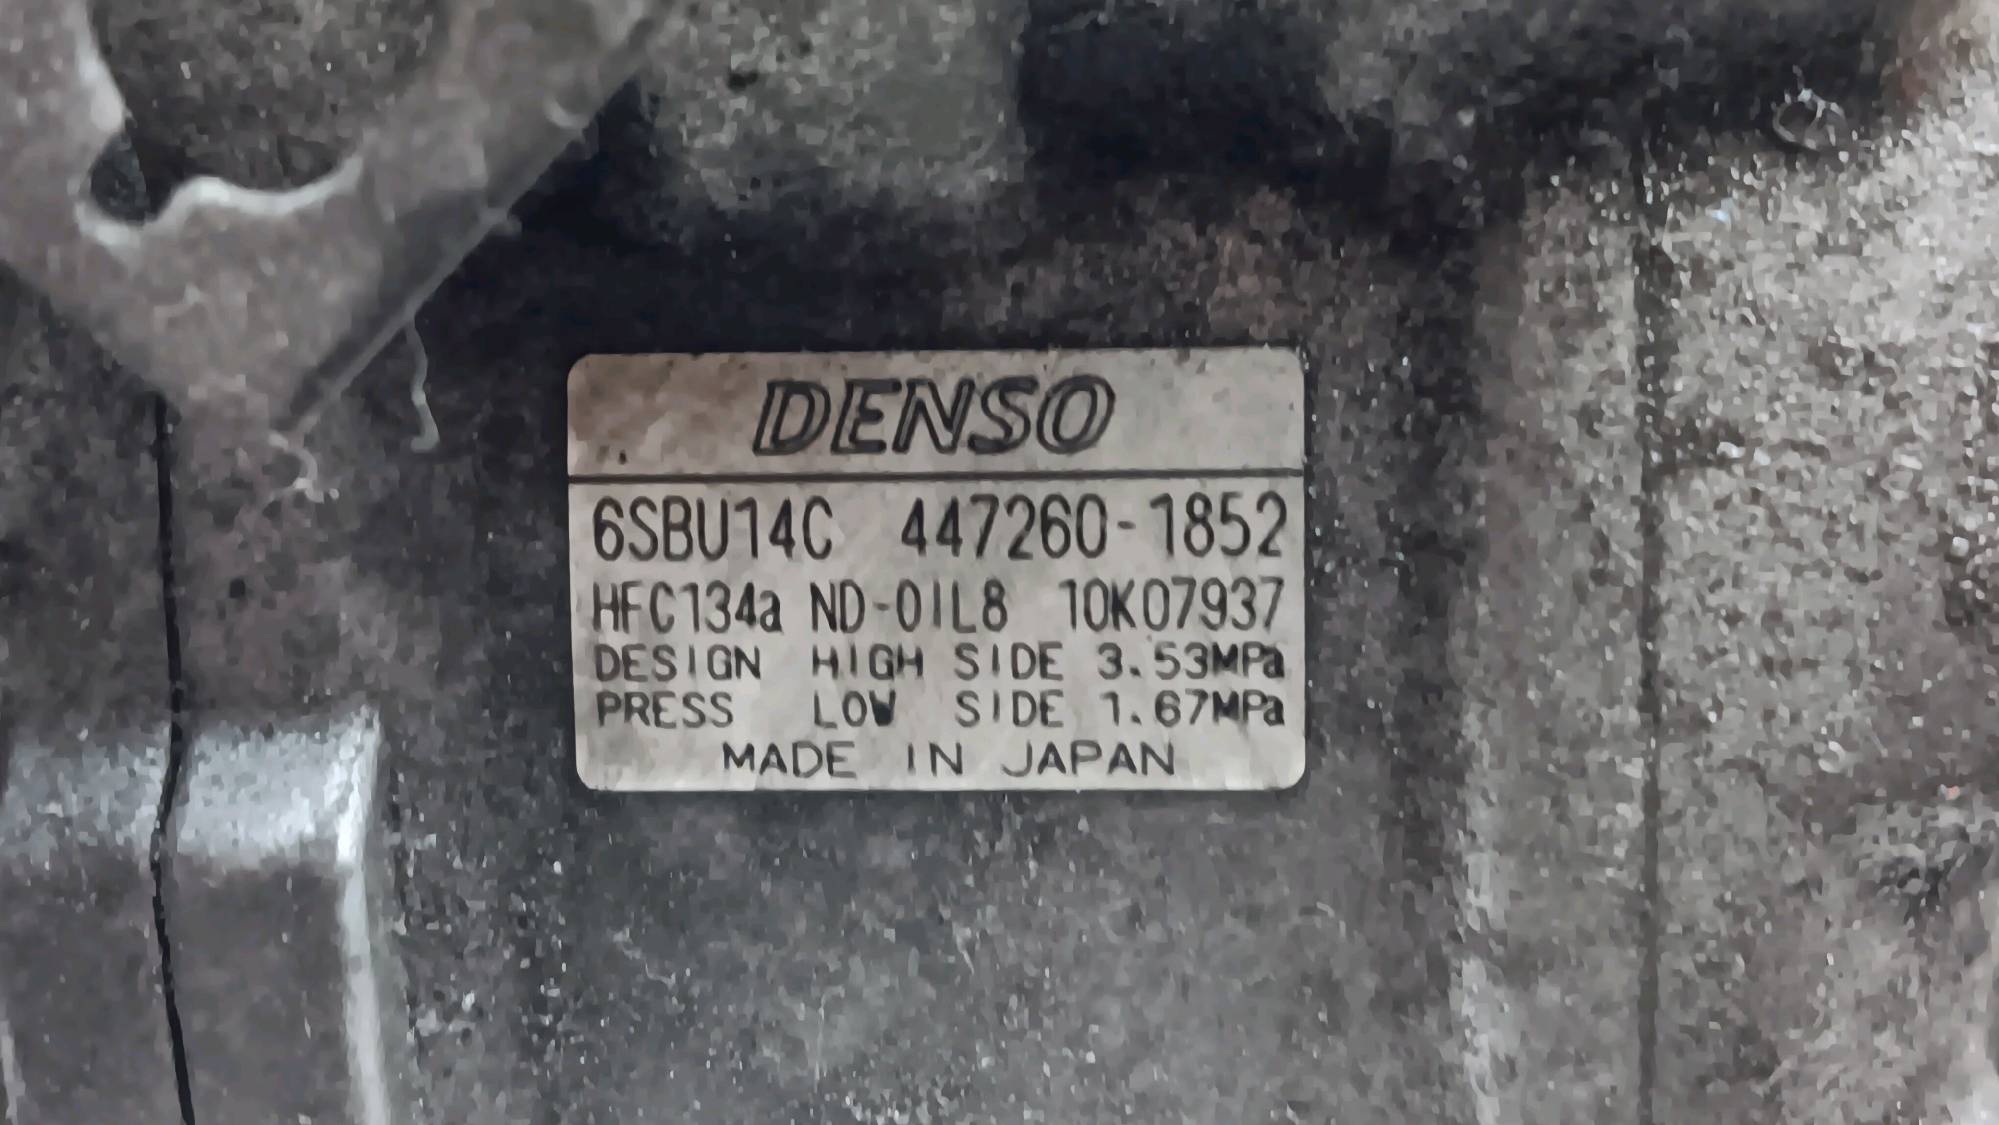 DENSO
6SBU14C 447260-1852
HFC134a ND-OIL8 10K07937
DESIGN HIGH SIDE 3.53MPa
PRESS LOW SIDE 1.67MPa
MADE IN JAPAN